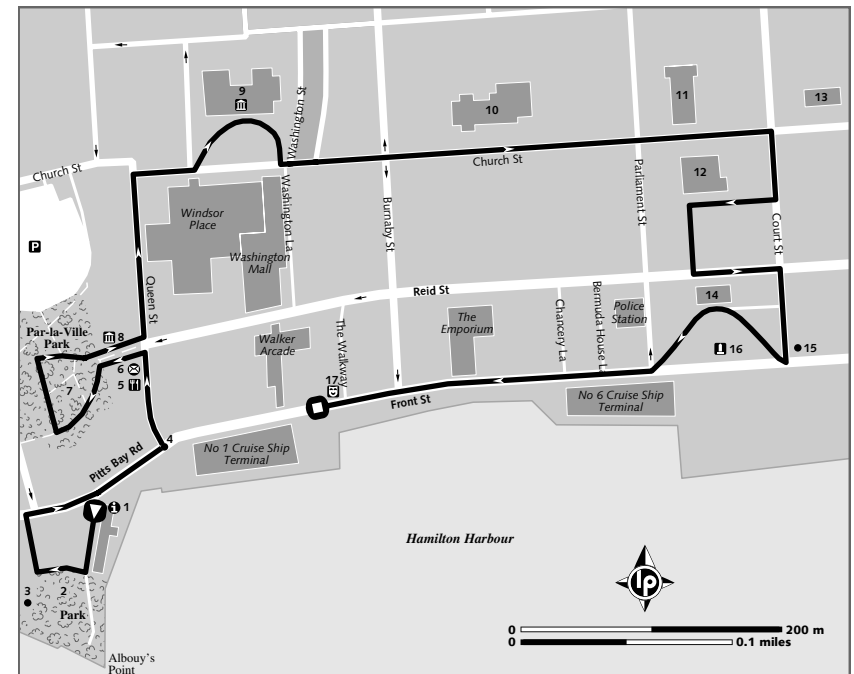 9
Washington St
10
11
13
Church St
Church St
12
Parliament St
Windsor
Place
Washington La
Washington
Mall
Burnaby St
Court St
P
Queen St
Reid St
14
Par-la-Ville
Park
8
The
Emporium
Chancery La
Bermuda House La
Police
Station
Walker
Arcade
The Walkway
6
5
7
17
16
15
Front St
No 6 Cruise Ship
Terminal
4
No 1 Cruise Ship
Terminal
Pitts Bay Rd
1
Hamilton Harbour
3
2
Park
lp
0
200 m
0
0.1 miles
Albouy's
Point